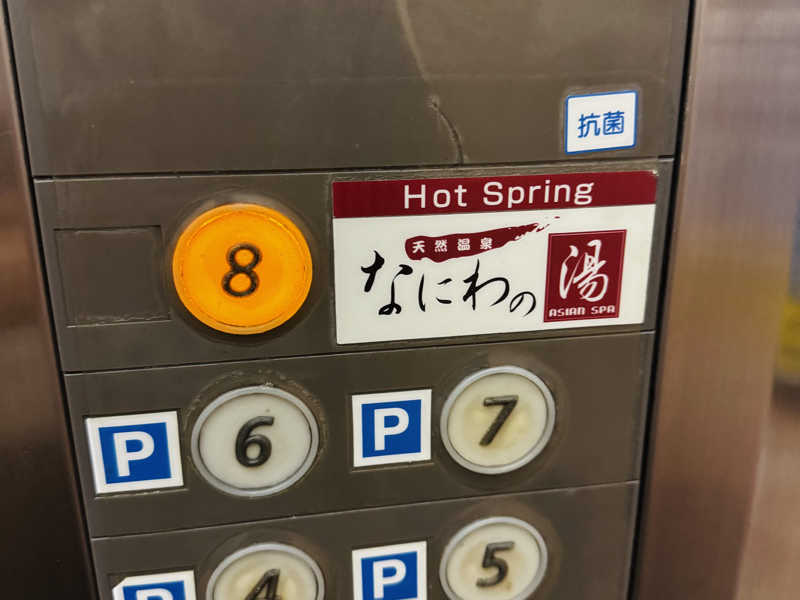 抗菌
Hot Spring
8
天然温泉
なにわの湯
ASIAN SPA
P 6 P 7
P 4 P 5